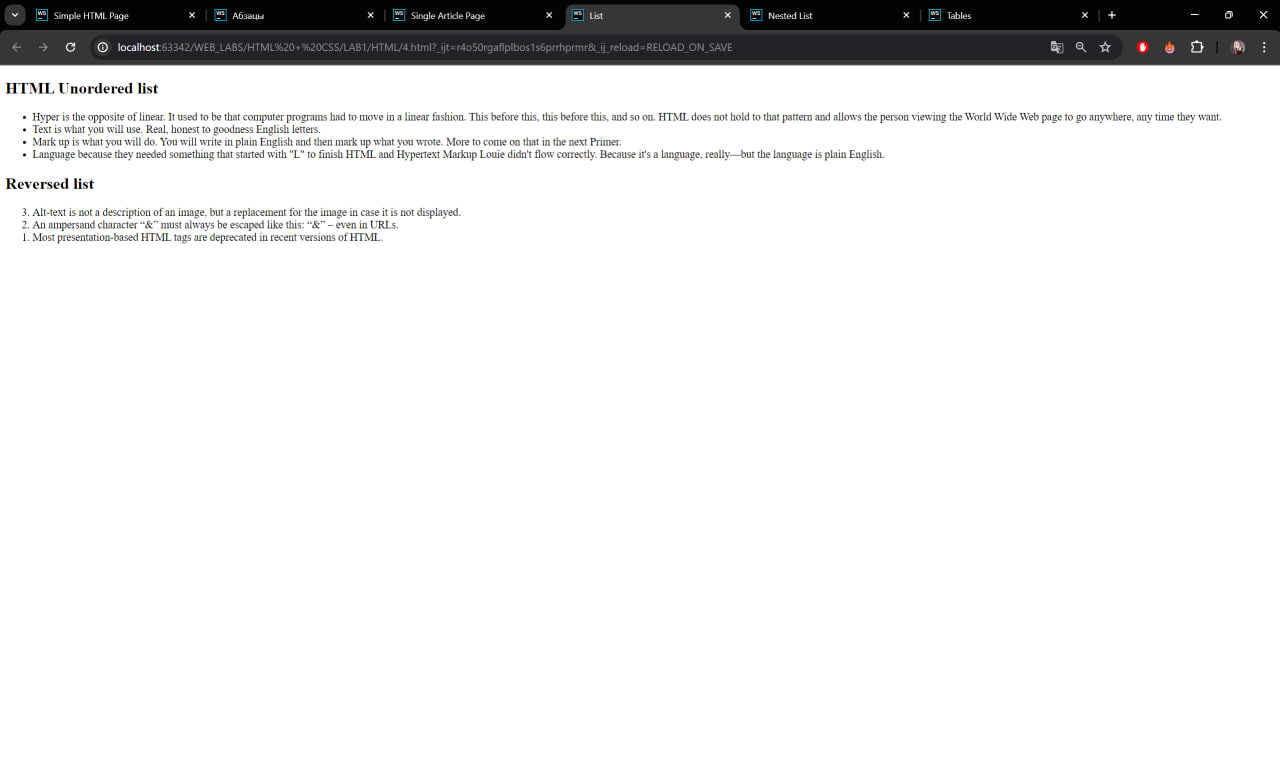 Simple HTML Page
Абзацы
Single Article Page
List
Nested List
Tables
localhost:63342/WEB_LABS/HTML%20+%20CSS/LAB1/HTML/4.html?_ijt=r4o50rgaflplbos1s6prrhprmr&_ij_reload=RELOAD_ON_SAVE
HTML Unordered list
• Hyper is the opposite of linear. It used to be that computer programs had to move in a linear fashion. This before this, this before this, and so on. HTML does not hold to that pattern and allows the person viewing the World Wide Web page to go anywhere, any time they want.
• Text is what you will use. Real, honest to goodness English letters.
• Mark up is what you will do. You will write in plain English and then mark up what you wrote. More to come on that in the next Primer.
• Language because they needed something that started with "L" to finish HTML and Hypertext Markup Louie didn't flow correctly. Because it's a language, really—but the language is plain English.
Reversed list
3. Alt-text is not a description of an image, but a replacement for the image in case it is not displayed.
2. An ampersand character “&” must always be escaped like this: “&” – even in URLs.
1. Most presentation-based HTML tags are deprecated in recent versions of HTML.